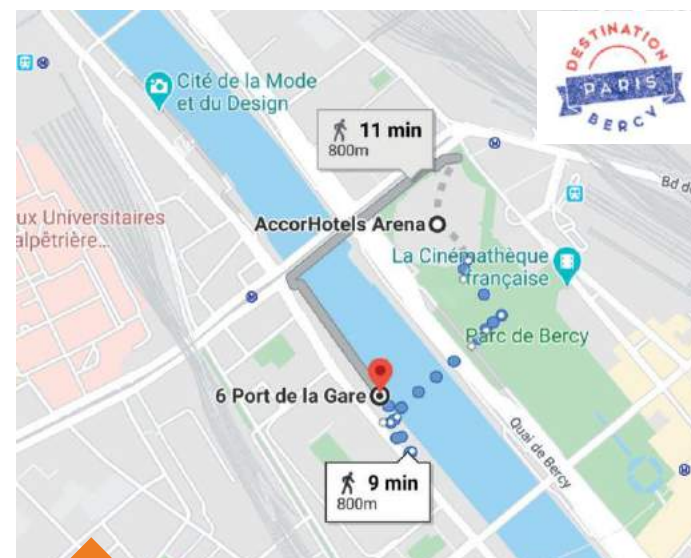 DESTINATION
PARIS
BERCY
Cité de la Mode
et du Design
11 min
800m
Bd d
ux Universitaires
alpêtrière...
AccorHotels Arena
La Cinémathèque
française
Parc de Bercy
6 Port de la Gare
Quai de Bercy
9 min
800m